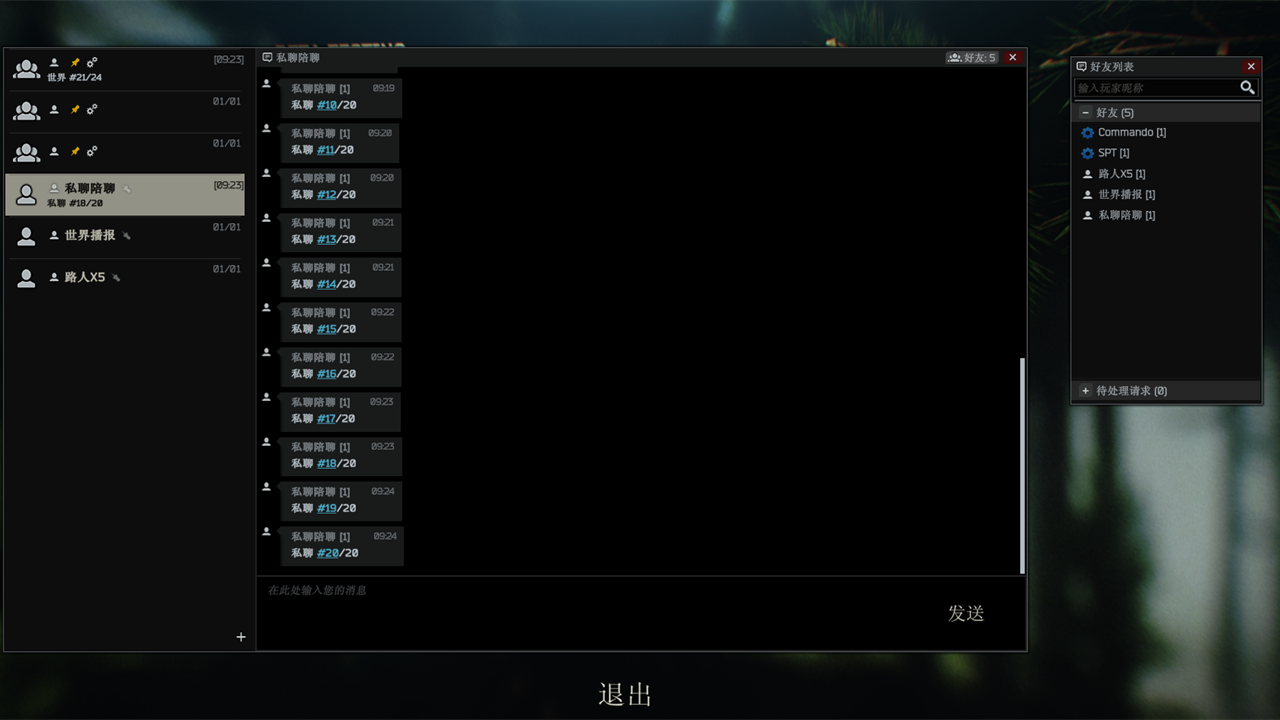 [09:23]
世界 #21/24
01/01
01/01
私聊陪聊
[09:23]
私聊 #18/20
世界播报
01/01
路人X5
01/01
+
私聊陪聊
好友: 5
私聊陪聊 [1] 09:19
私聊 #10/20
私聊陪聊 [1] 09:20
私聊 #11/20
私聊陪聊 [1] 09:20
私聊 #12/20
私聊陪聊 [1] 09:21
私聊 #13/20
私聊陪聊 [1] 09:21
私聊 #14/20
私聊陪聊 [1] 09:22
私聊 #15/20
私聊陪聊 [1] 09:22
私聊 #16/20
私聊陪聊 [1] 09:23
私聊 #17/20
私聊陪聊 [1] 09:23
私聊 #18/20
私聊陪聊 [1] 09:24
私聊 #19/20
私聊陪聊 [1] 09:24
私聊 #20/20
在此处输入您的消息
发送
好友列表
输入玩家昵称
好友 (5)
Commando [1]
SPT [1]
路人X5 [1]
世界播报 [1]
私聊陪聊 [1]
+ 待处理请求 (0)
退出